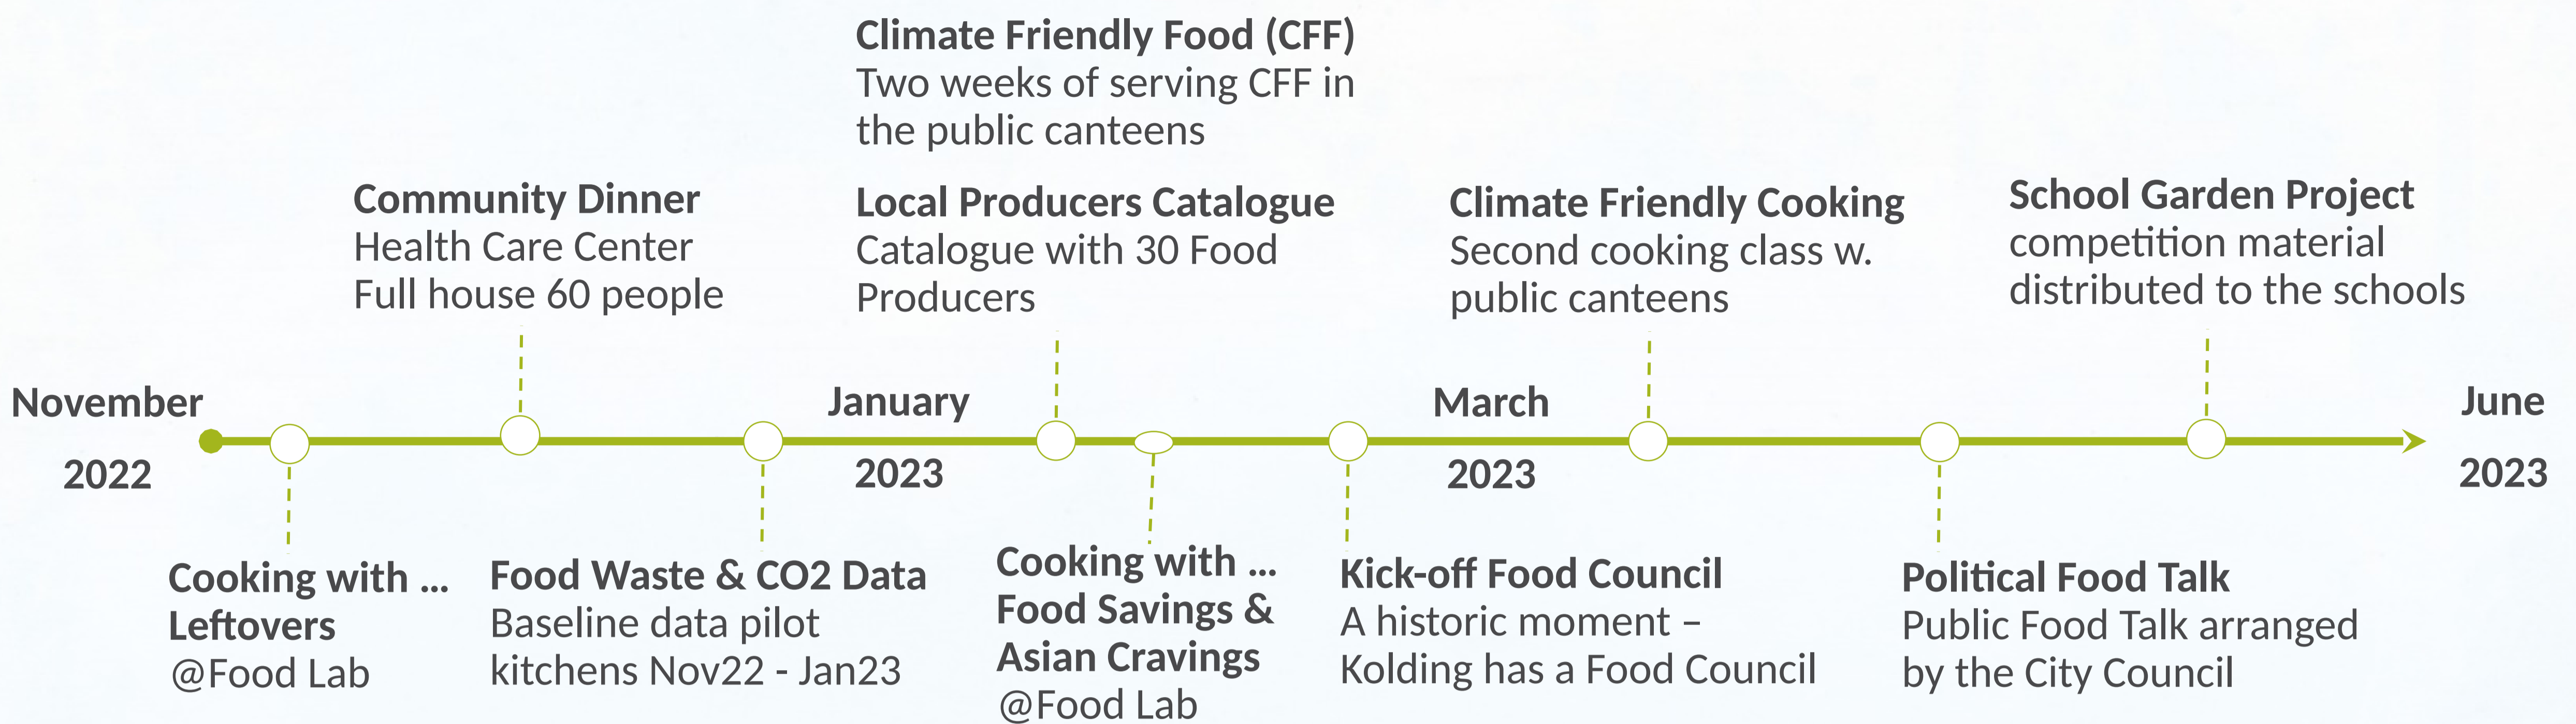 Climate Friendly Food (CFF)
Two weeks of serving CFF in
the public canteens
Community Dinner
Health Care Center
Full house 60 people
Local Producers Catalogue
Catalogue with 30 Food
Producers
Climate Friendly Cooking
Second cooking class w.
public canteens
School Garden Project
competition material
distributed to the schools
November
2022
January
2023
March
2023
June
2023
Cooking with ...
Leftovers
@Food Lab
Food Waste & CO2 Data
Baseline data pilot
kitchens Nov22 - Jan23
Cooking with ...
Food Savings &
Asian Cravings
@Food Lab
Kick-off Food Council
A historic moment –
Kolding has a Food Council
Political Food Talk
Public Food Talk arranged
by the City Council